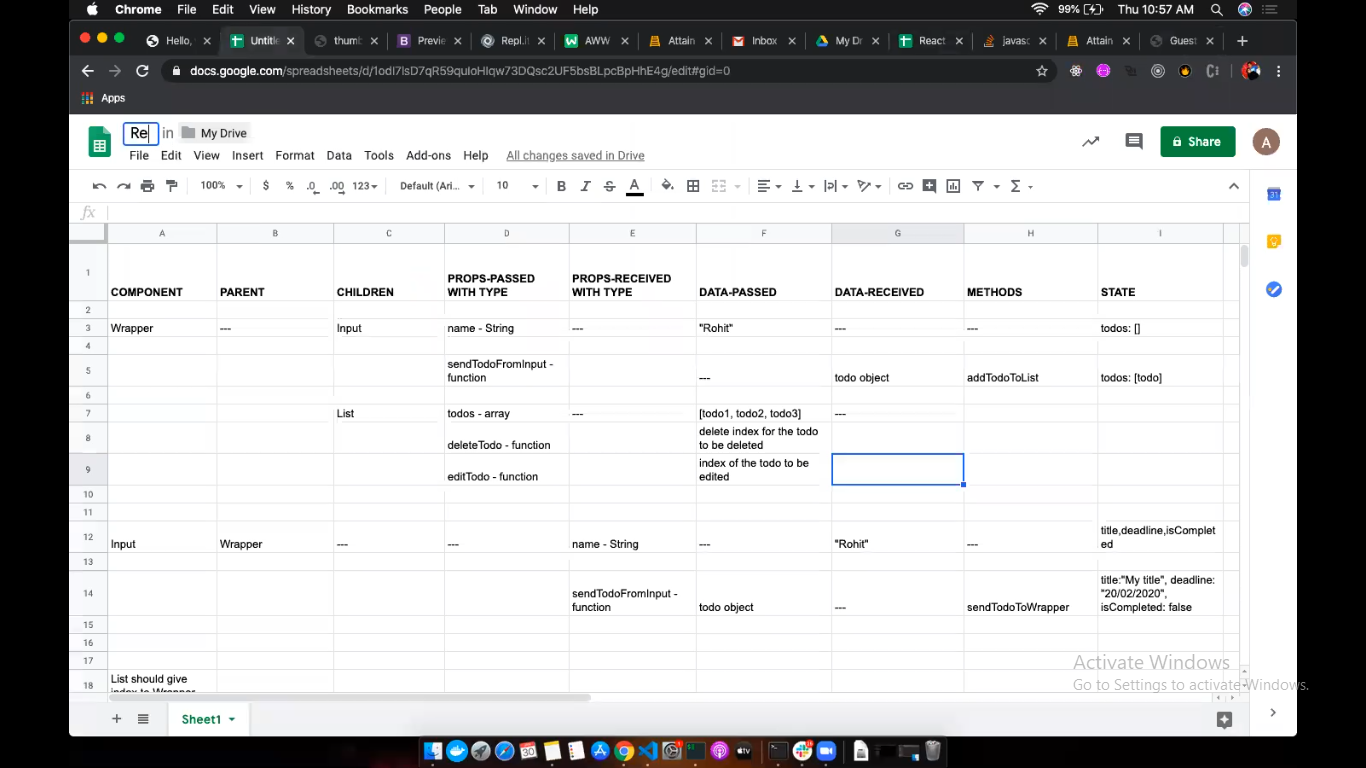 Chrome File Edit View History Bookmarks People Tab Window Help 99% Thu 10:57 AM
Hello, Untitle thumb Previe Repl.it AWW Attain Inbox My Dr React javasc Attain Guest
docs.google.com/spreadsheets/d/1odl7lsD7qR59quIoHIqw73DQsc2UF5bsBLpcBpHhE4g/edit#gid=0
Apps
Re in My Drive
File Edit View Insert Format Data Tools Add-ons Help All changes saved in Drive
Share A
100% $ % .0 .00 123 Default (Ari... 10 B I S A
fx
A B C D E F G H I
1 COMPONENT PARENT CHILDREN PROPS-PASSED WITH TYPE PROPS-RECEIVED WITH TYPE DATA-PASSED DATA-RECEIVED METHODS STATE
2
3 Wrapper --- Input name - String --- "Rohit" --- --- todos: []
4
5 sendTodoFromInput - function --- todo object addTodoToList todos: [todo]
6
7 List todos - array --- [todo1, todo2, todo3] ---
8 deleteTodo - function delete index for the todo to be deleted
9 editTodo - function index of the todo to be edited
10
11
12 Input Wrapper --- --- name - String --- "Rohit" --- title,deadline,isCompleted
13
14 sendTodoFromInput - function todo object --- sendTodoToWrapper title:"My title", deadline: "20/02/2020", isCompleted: false
15
16
17
18 List should give
index to Wrapper
Activate Windows
Go to Settings to activate Windows.
Sheet1